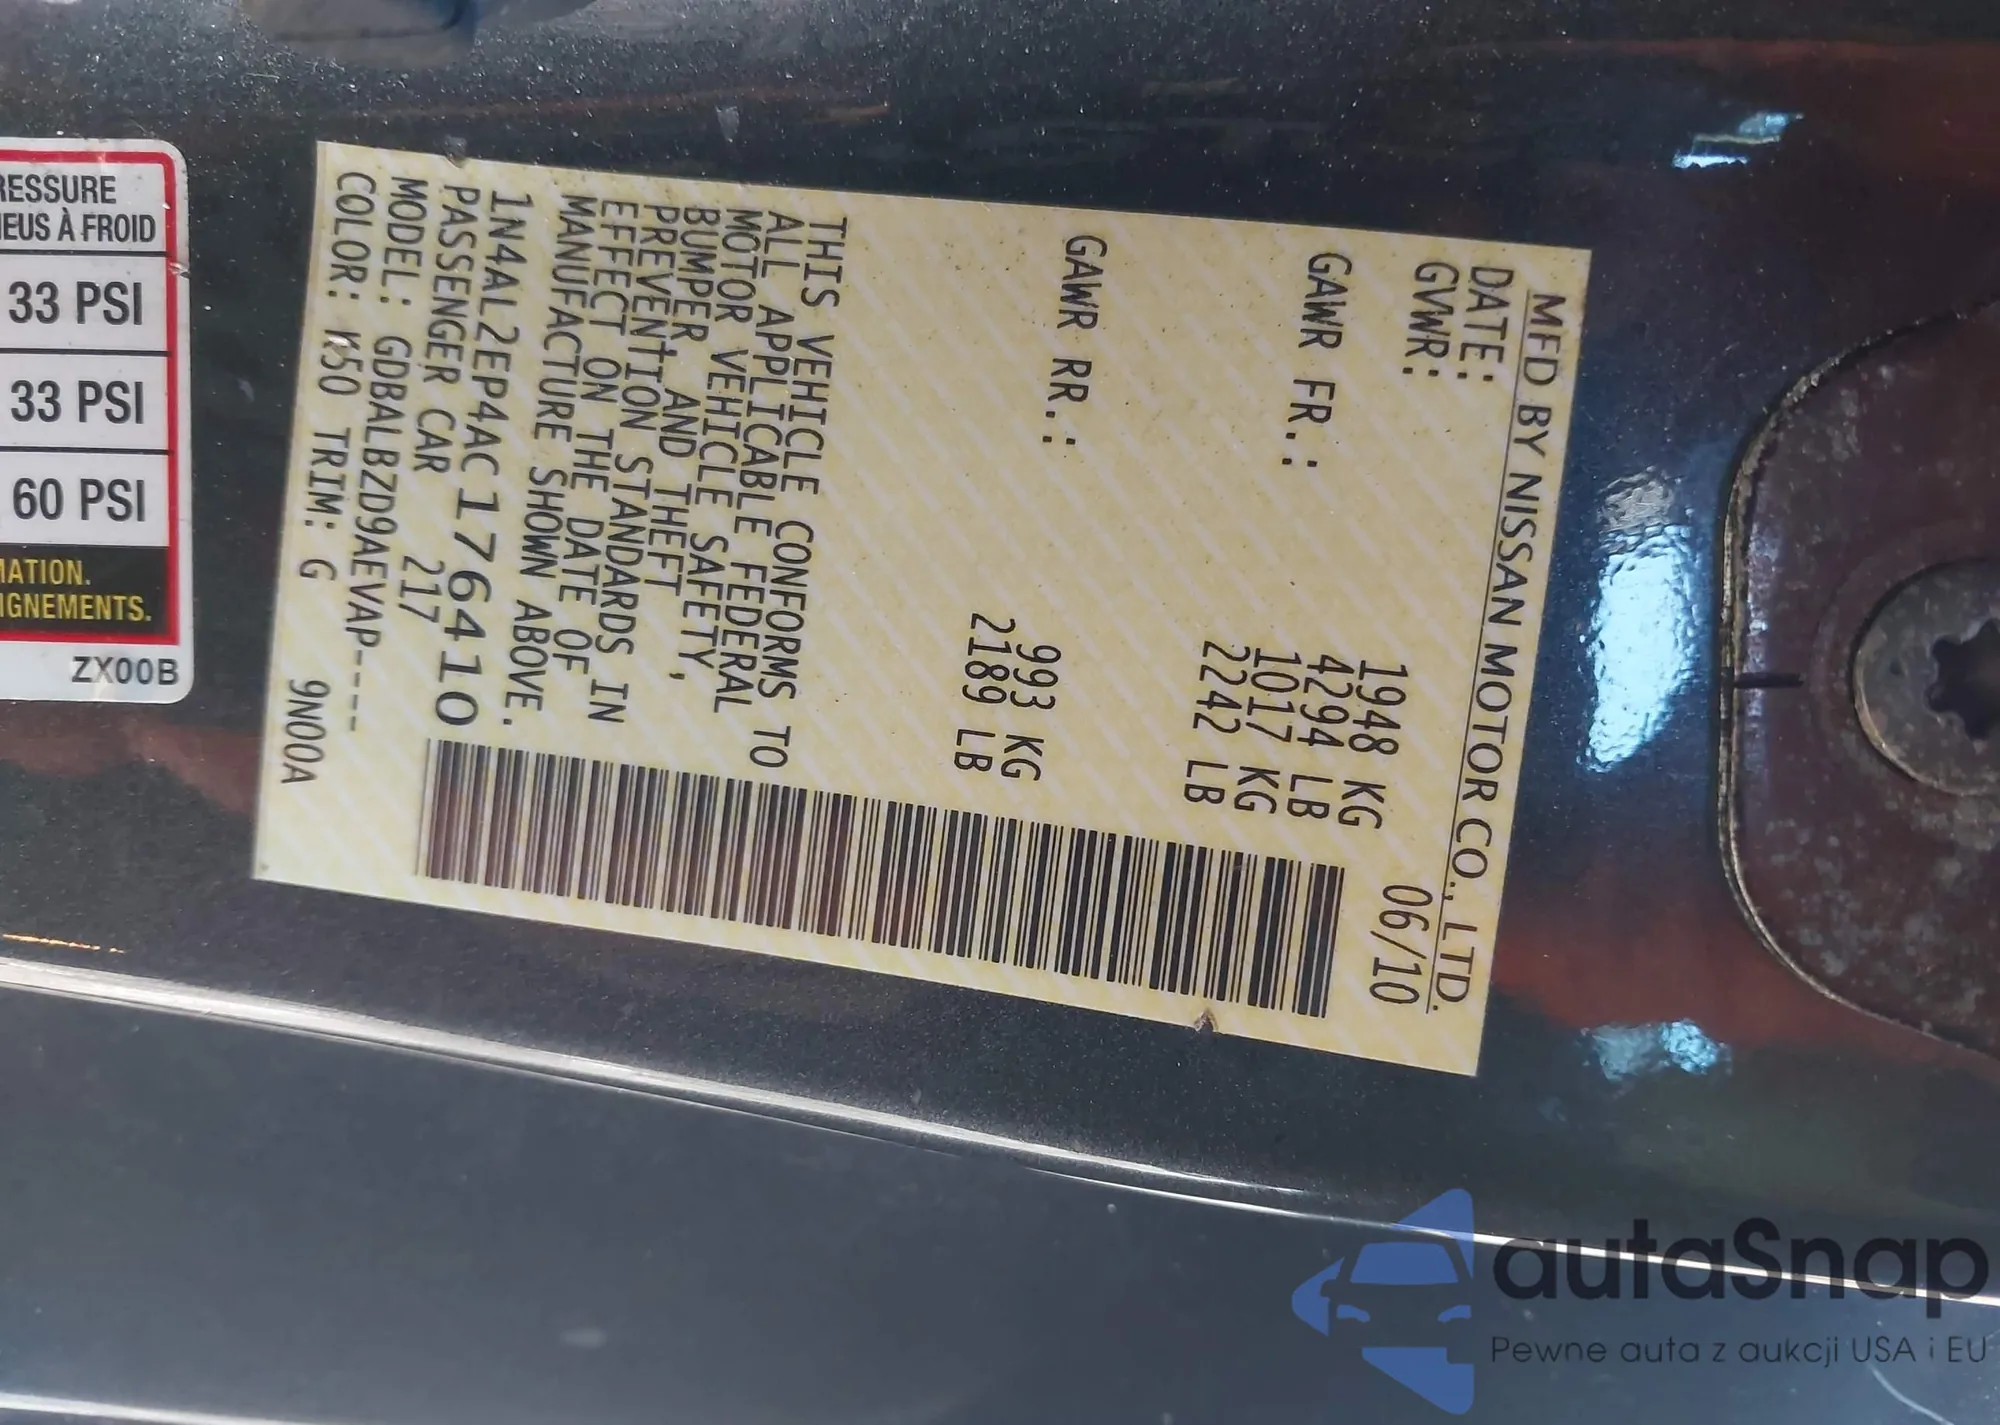 MFD BY NISSAN MOTOR CO., LTD.
DATE: 06/10
GVWR: 1948 KG
4294 LB
GAWR FR.: 1017 KG
2242 LB
GAWR RR.: 993 KG
2189 LB
THIS VEHICLE CONFORMS TO
ALL APPLICABLE FEDERAL
MOTOR VEHICLE SAFETY,
BUMPER, AND THEFT
PREVENTION STANDARDS IN
EFFECT ON THE DATE OF
MANUFACTURE SHOWN ABOVE.
1N4AL2EP4AC176410
PASSENGER CAR 217
MODEL: GDBALBZD9AEVAP----
COLOR: K50 TRIM: G 9N00A
RESSURE
NEUS À FROID
33 PSI
33 PSI
60 PSI
MATION.
IGNEMENTS.
ZX00B
autaSnap
Pewne auta z aukcji USA i EU